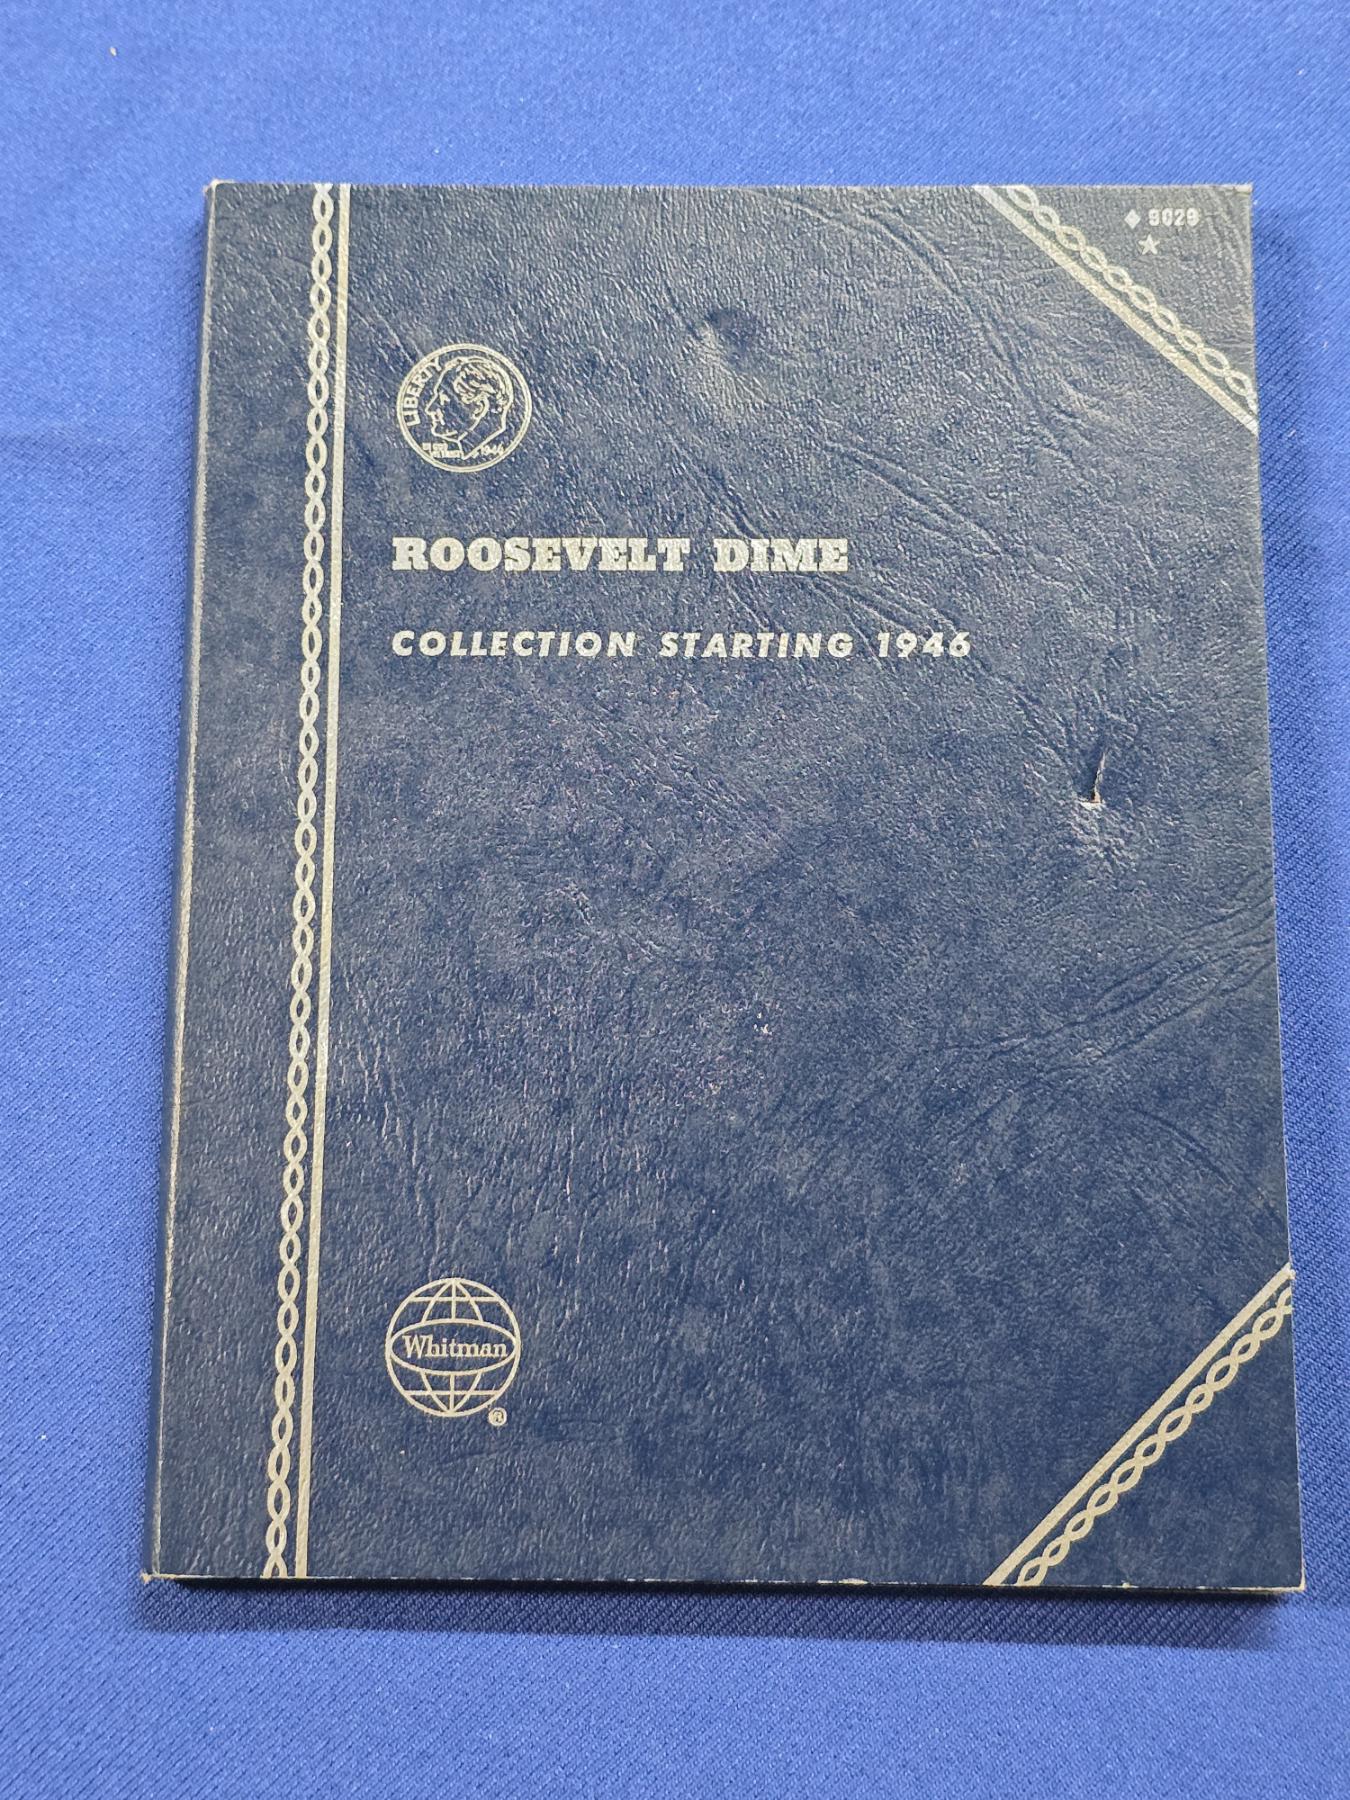 ◆ 9029
★
LIBERTY
1946
ROOSEVELT DIME
COLLECTION STARTING 1946
Whitman
®